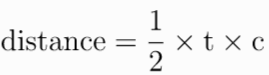 distance = 1/2 × t × c